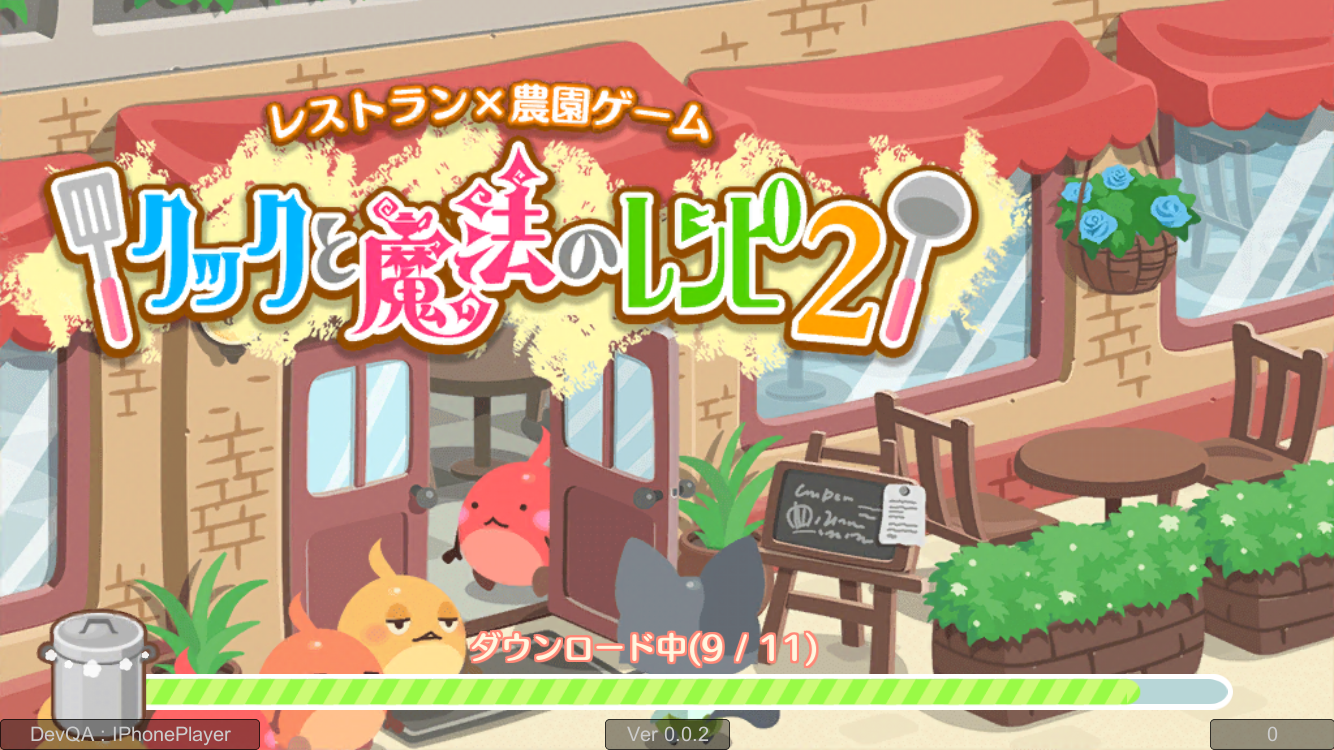 レストラン×農園ゲーム
クックと魔法のレシピ2
ダウンロード中(9 / 11)
DevQA : IPhonePlayer
Ver 0.0.2
0